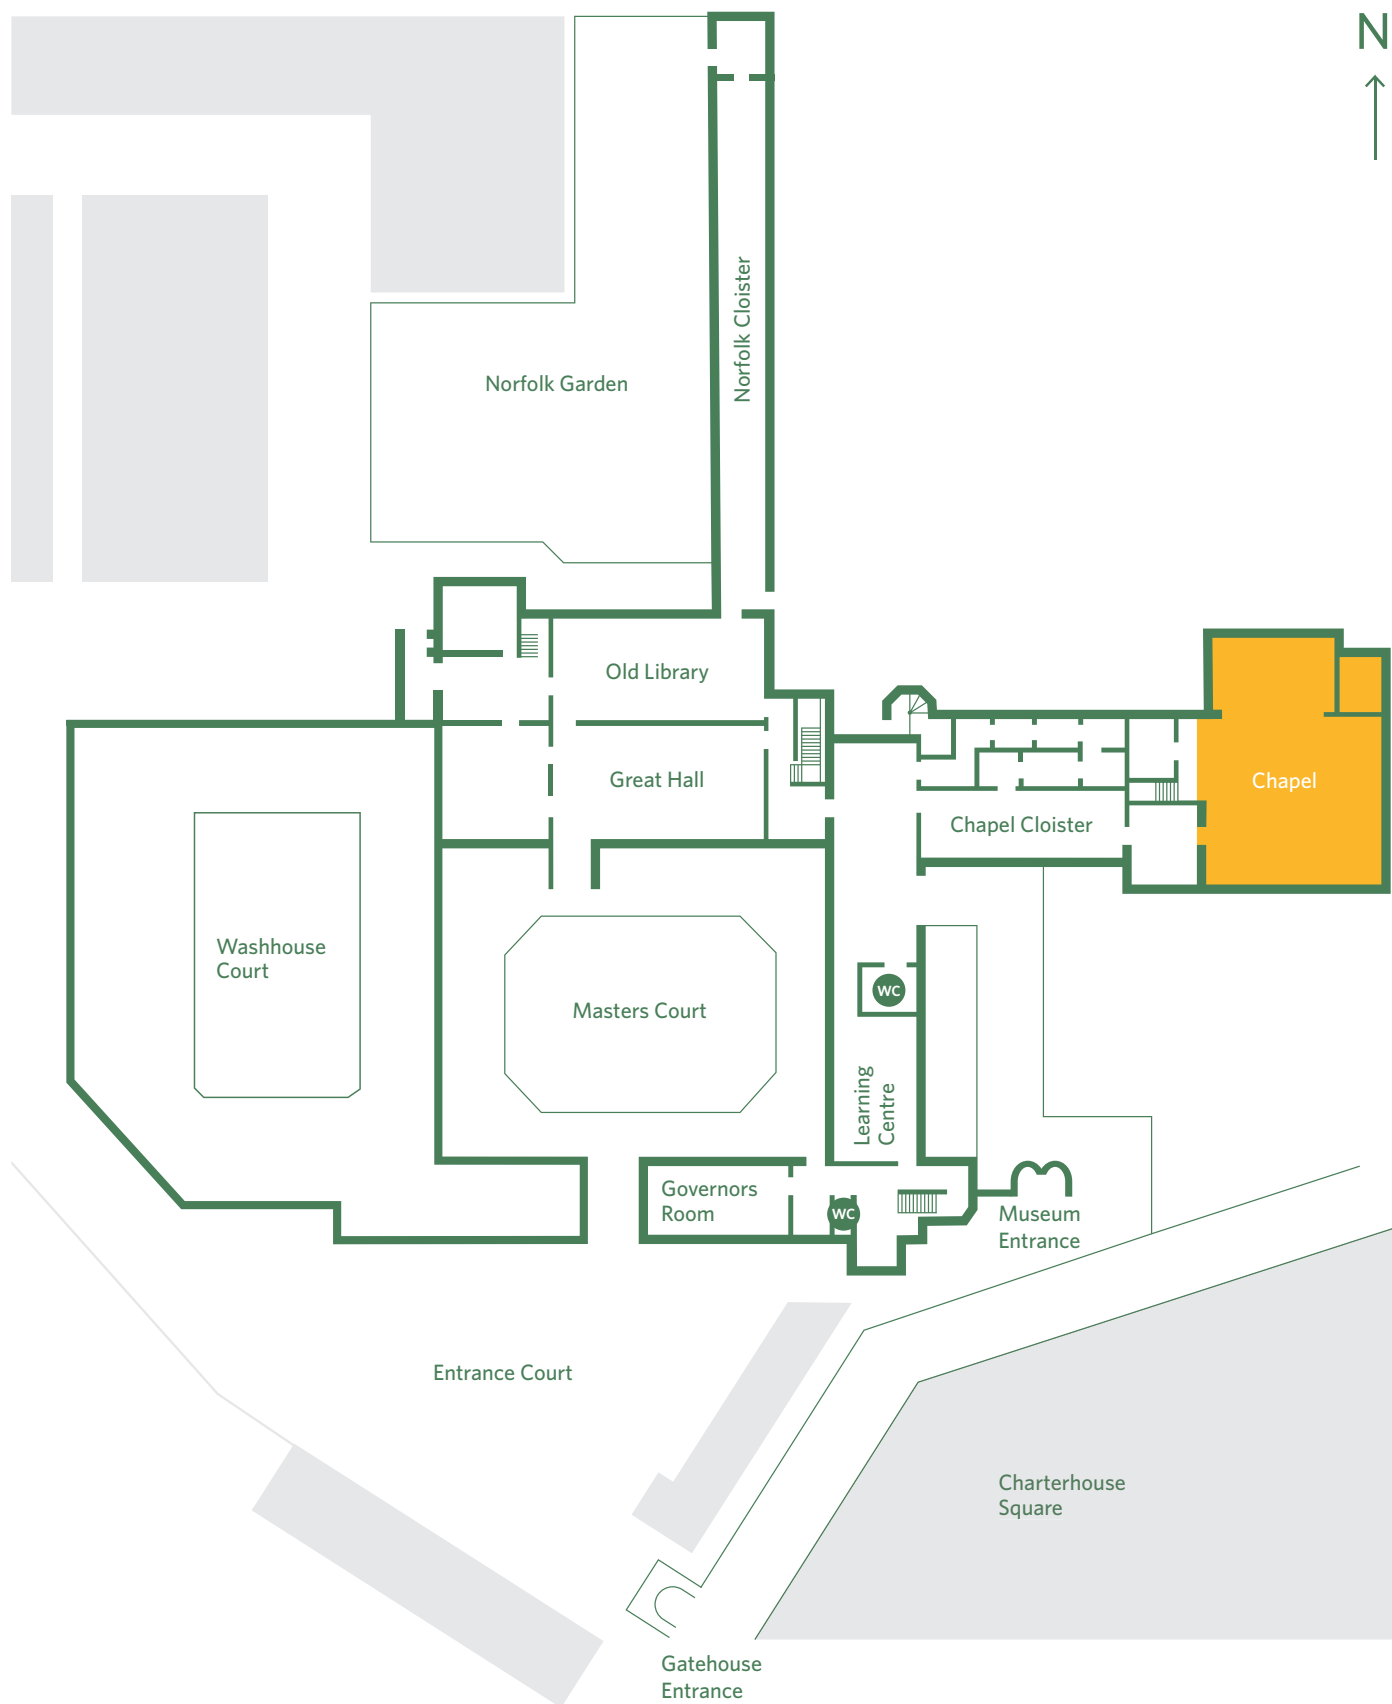 N
Norfolk Cloister
Norfolk Garden
Old Library
Great Hall
Chapel
Chapel Cloister
Washhouse
Court
Masters Court
WC
Learning
Centre
Governors
Room
WC
Museum
Entrance
Entrance Court
Charterhouse
Square
Gatehouse
Entrance